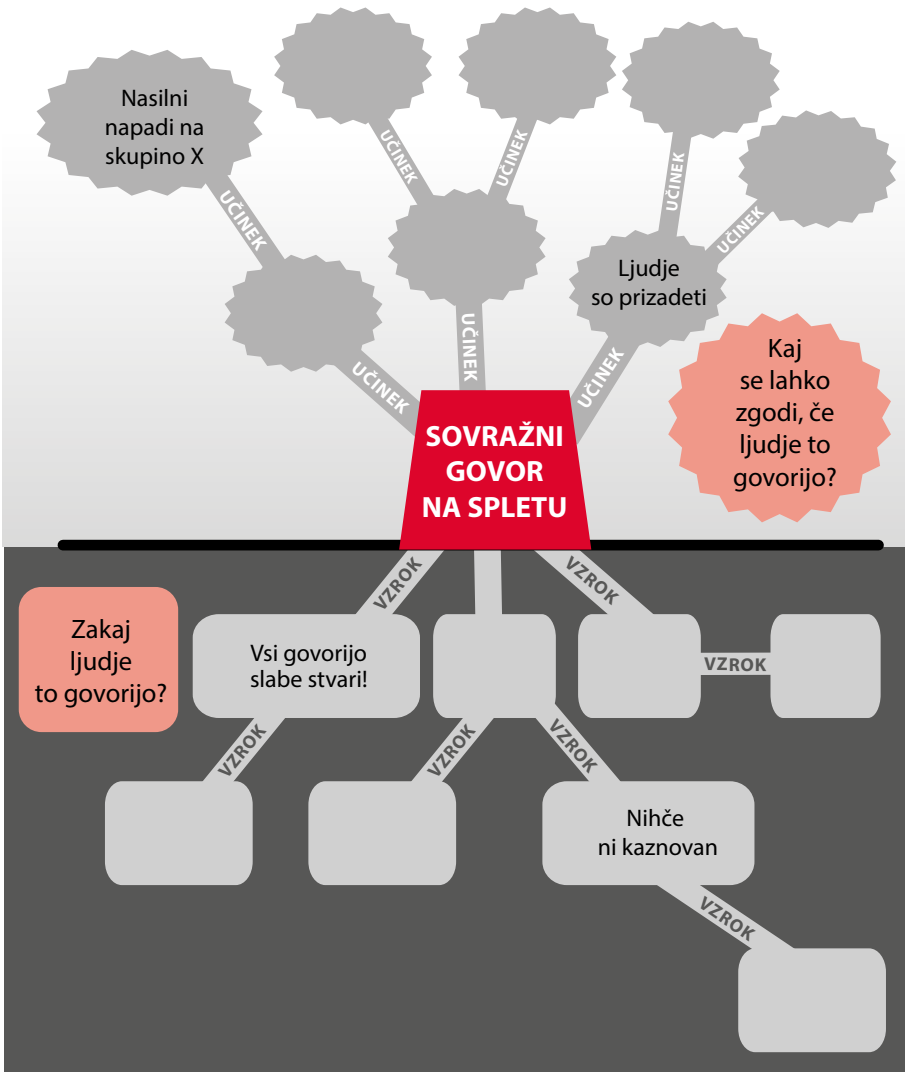 Nasilni
napadi na
skupino X
UČINEK
UČINEK
UČINEK
UČINEK
UČINEK
Ljudje
so prizadeti
UČINEK
UČINEK
UČINEK
Kaj
se lahko
zgodi, če
ljudje to
govorijo?
SOVRAŽNI
GOVOR
NA SPLETU
VZROK
VZROK
Zakaj
ljudje
to govorijo?
Vsi govorijo
slabe stvari!
VZROK
VZROK
VZROK
VZROK
Nihče
ni kaznovan
VZROK